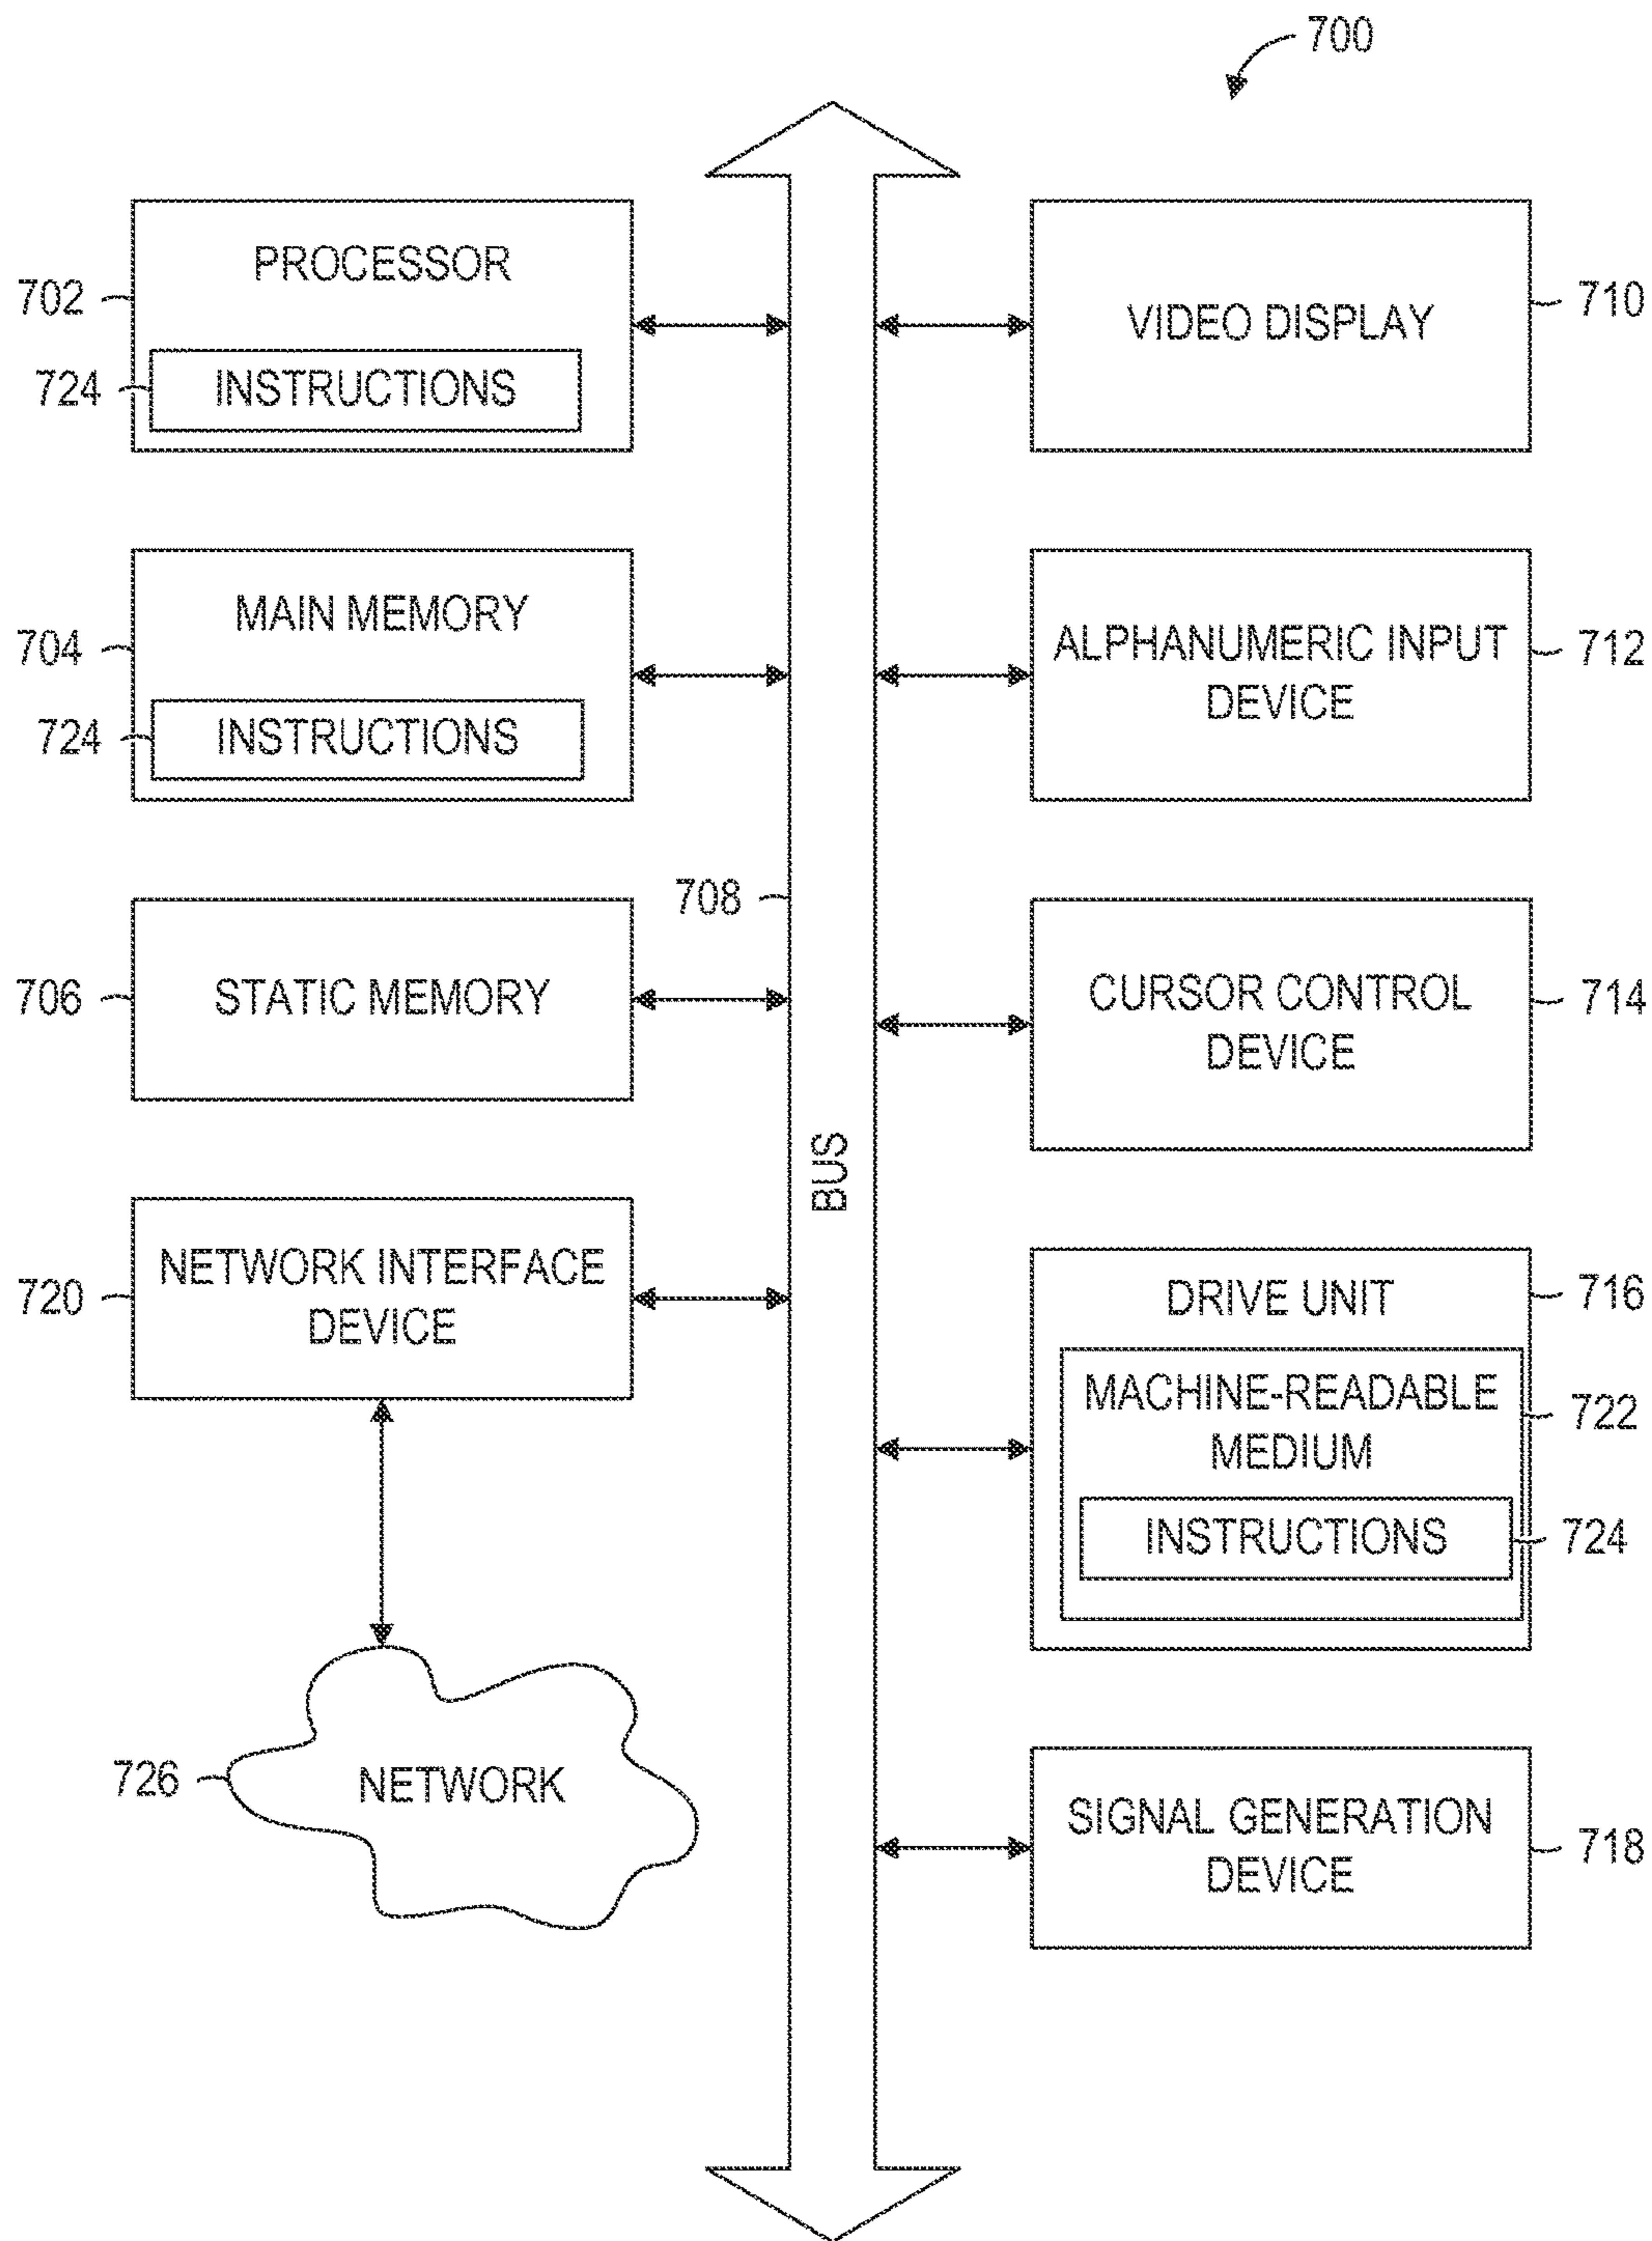 700
PROCESSOR
702
724
INSTRUCTIONS
MAIN MEMORY
704
724
INSTRUCTIONS
708
STATIC MEMORY
706
NETWORK INTERFACE
DEVICE
720
NETWORK
726
BUS
VIDEO DISPLAY
710
ALPHANUMERIC INPUT
DEVICE
712
CURSOR CONTROL
DEVICE
714
DRIVE UNIT
716
MACHINE-READABLE
MEDIUM
722
INSTRUCTIONS
724
SIGNAL GENERATION
DEVICE
718